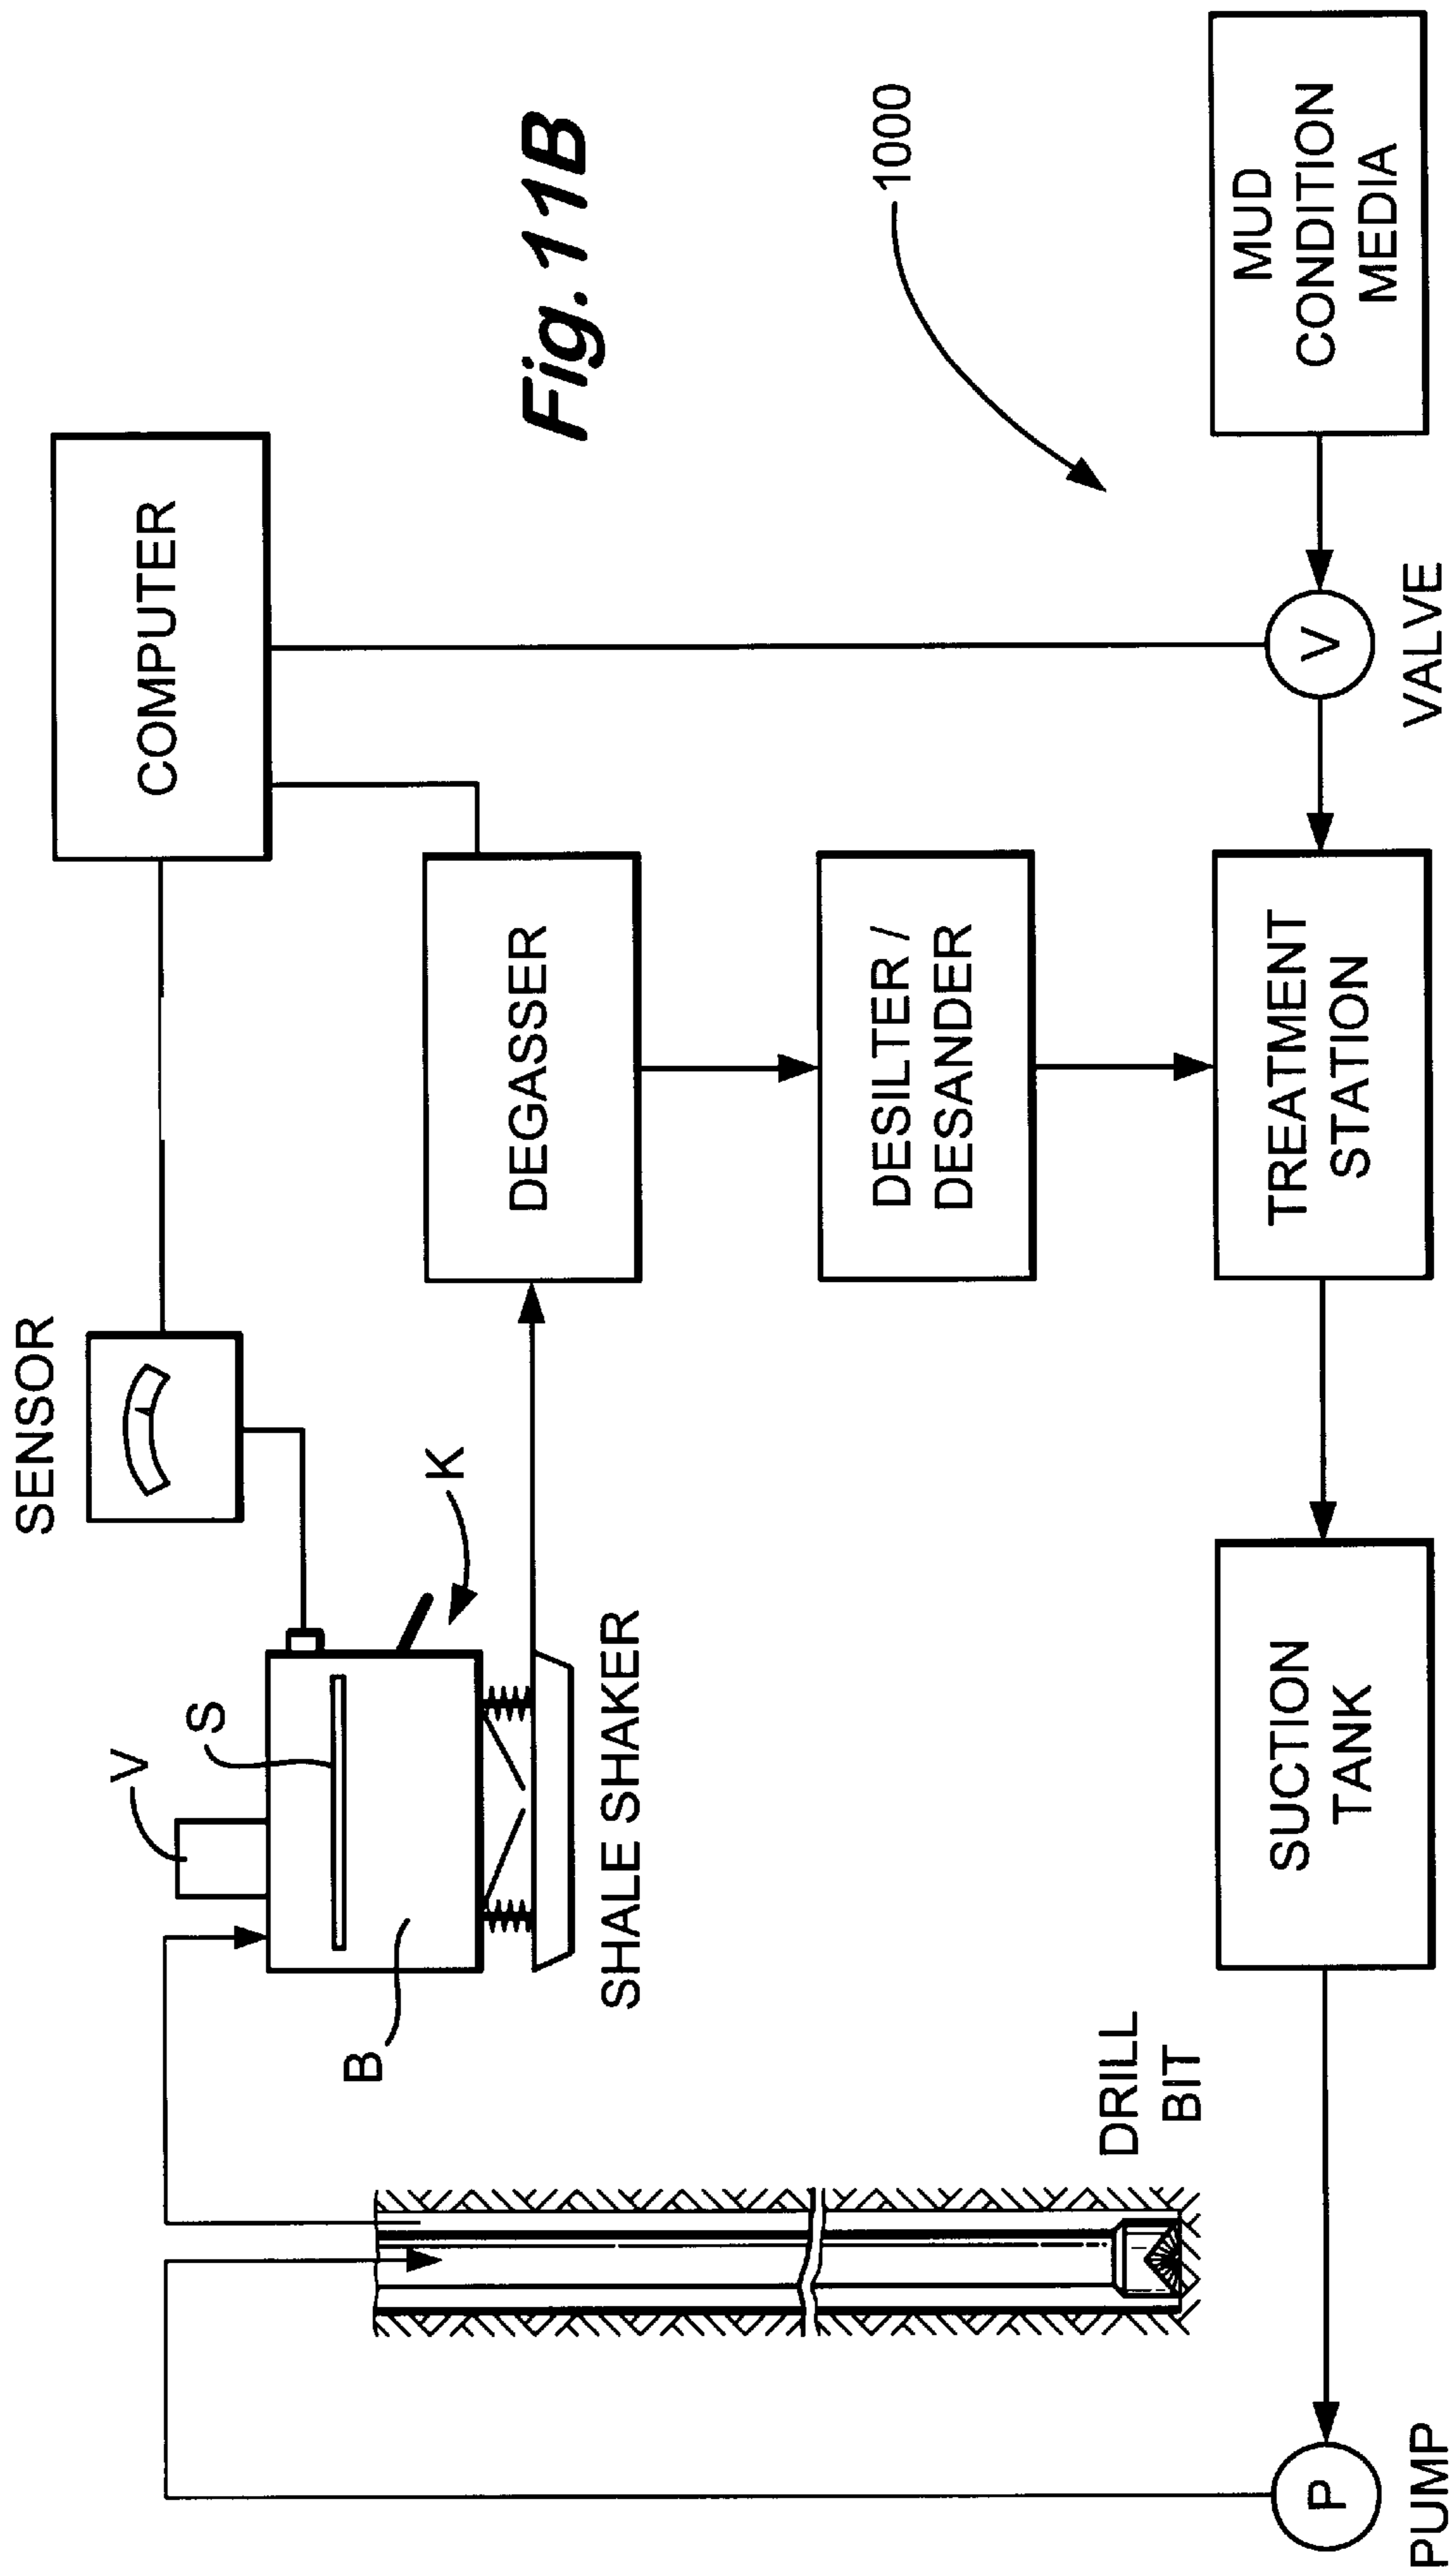 SENSOR
COMPUTER
V
S
K
B
SHALE SHAKER
DEGASSER
Fig.11B
DESILTER /
DESANDER
1000
DRILL
BIT
P
PUMP
SUCTION
TANK
TREATMENT
STATION
V
VALVE
MUD
CONDITION
MEDIA